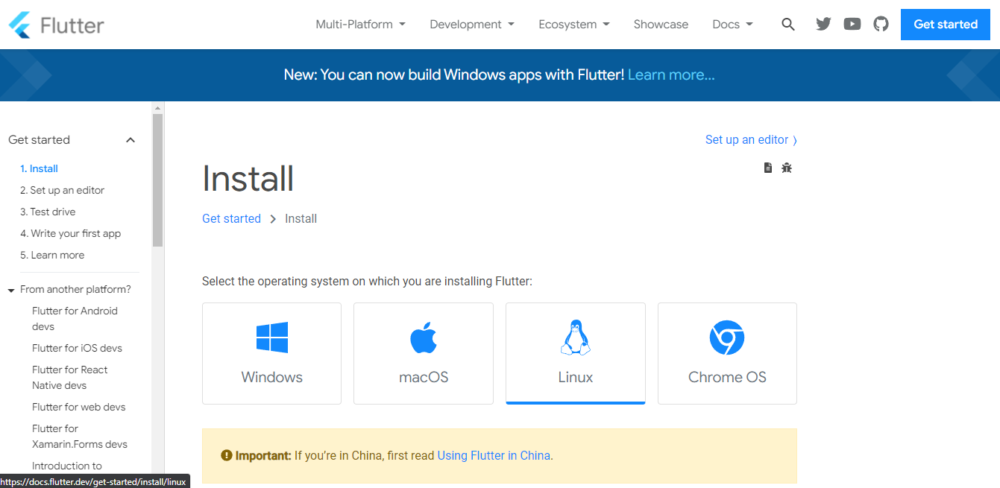 Flutter
Multi-Platform
Development
Ecosystem
Showcase
Docs
Get started
New: You can now build Windows apps with Flutter! Learn more...
Get started
1. Install
2. Set up an editor
3. Test drive
4. Write your first app
5. Learn more
From another platform?
Flutter for Android
devs
Flutter for iOS devs
Flutter for React
Native devs
Flutter for web devs
Flutter for
Xamarin.Forms devs
Introduction to
Set up an editor
Install
Get started
Install
Select the operating system on which you are installing Flutter:
Windows
macOS
Linux
Chrome OS
Important: If you’re in China, first read Using Flutter in China.
https://docs.flutter.dev/get-started/install/linux